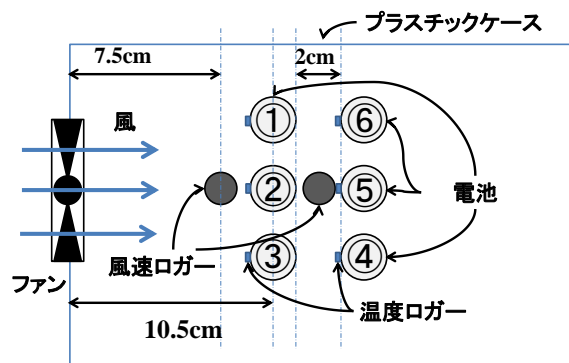 プラスチックケース
7.5cm
2cm
風
1
6
2
5
電池
3
4
風速ロガー
ファン
温度ロガー
10.5cm